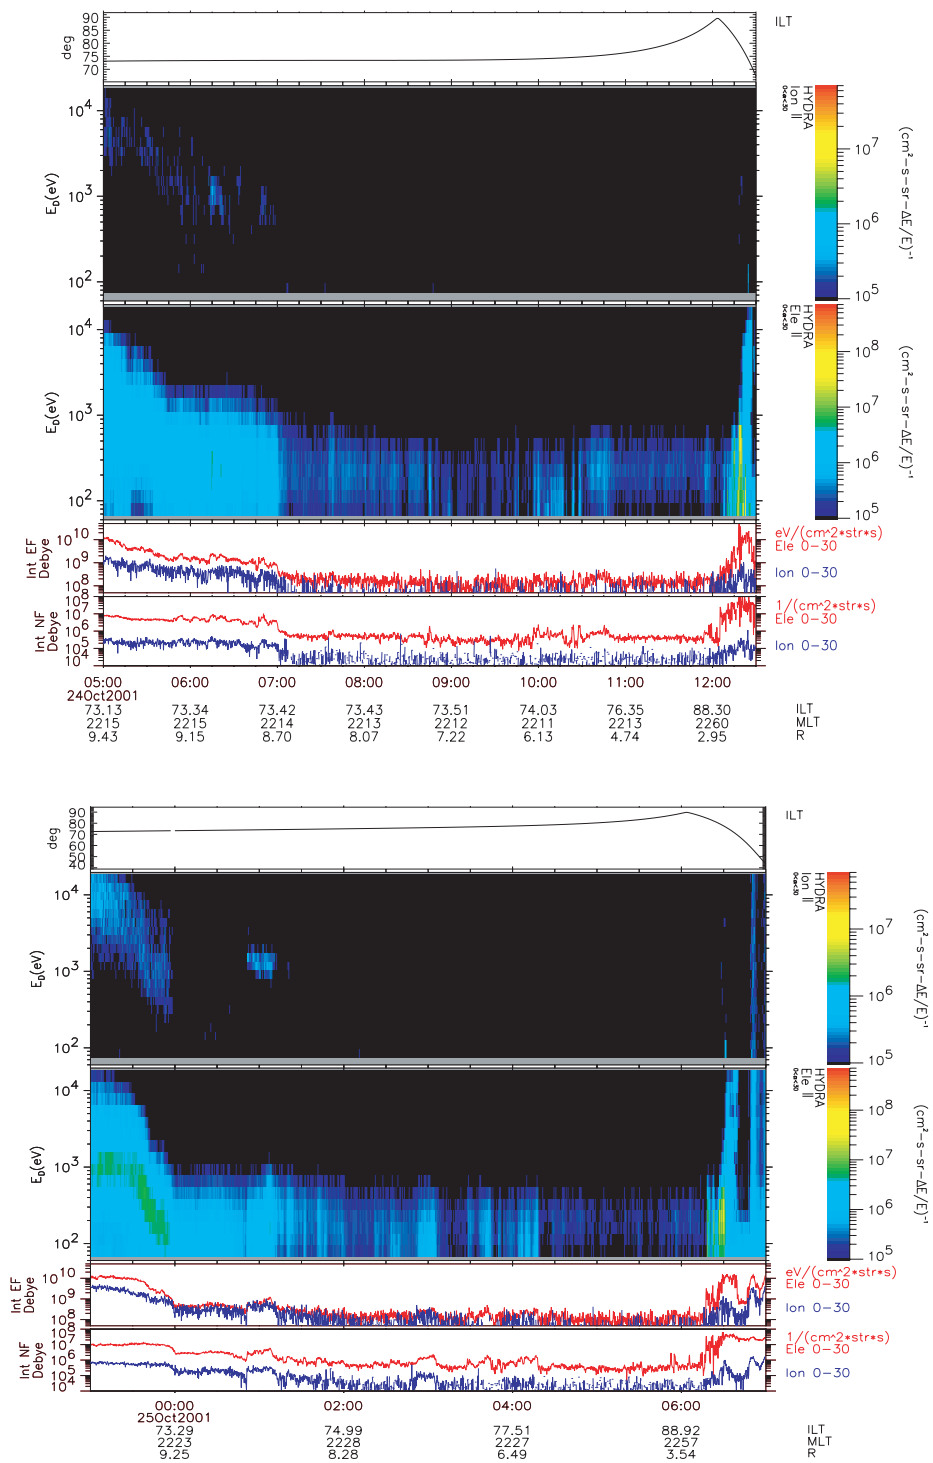 90
85
80
75
70
deg
ILT
10⁴
10³
10²
E_D(eV)
HYDRA
Ion ||
0<α<30
10⁷
10⁶
10⁵
(cm²-s-sr-ΔE/E)⁻¹
10⁴
10³
10²
E_D(eV)
HYDRA
Ele ||
0<α<30
10⁸
10⁷
10⁶
10⁵
(cm²-s-sr-ΔE/E)⁻¹
Int EF
Debye
10¹⁰
10⁹
10⁸
eV/(cm^2*str*s)
Ele 0-30
Ion 0-30
Int NF
Debye
10⁷
10⁶
10⁵
10⁴
1/(cm^2*str*s)
Ele 0-30
Ion 0-30
05:00 06:00 07:00 08:00 09:00 10:00 11:00 12:00
24Oct2001
73.13 73.34 73.42 73.43 73.51 74.03 76.35 88.30 ILT
2215 2215 2214 2213 2212 2211 2213 2260 MLT
9.43 9.15 8.70 8.07 7.22 6.13 4.74 2.95 R
90
80
70
60
50
40
deg
ILT
10⁴
10³
10²
E_D(eV)
HYDRA
Ion ||
0<α<30
10⁷
10⁶
10⁵
(cm²-s-sr-ΔE/E)⁻¹
10⁴
10³
10²
E_D(eV)
HYDRA
Ele ||
0<α<30
10⁸
10⁷
10⁶
10⁵
(cm²-s-sr-ΔE/E)⁻¹
Int EF
Debye
10¹⁰
10⁹
10⁸
eV/(cm^2*str*s)
Ele 0-30
Ion 0-30
Int NF
Debye
10⁸
10⁷
10⁶
10⁵
10⁴
1/(cm^2*str*s)
Ele 0-30
Ion 0-30
00:00 02:00 04:00 06:00
25Oct2001
73.29 74.99 77.51 88.92 ILT
2223 2228 2227 2257 MLT
9.25 8.28 6.49 3.54 R